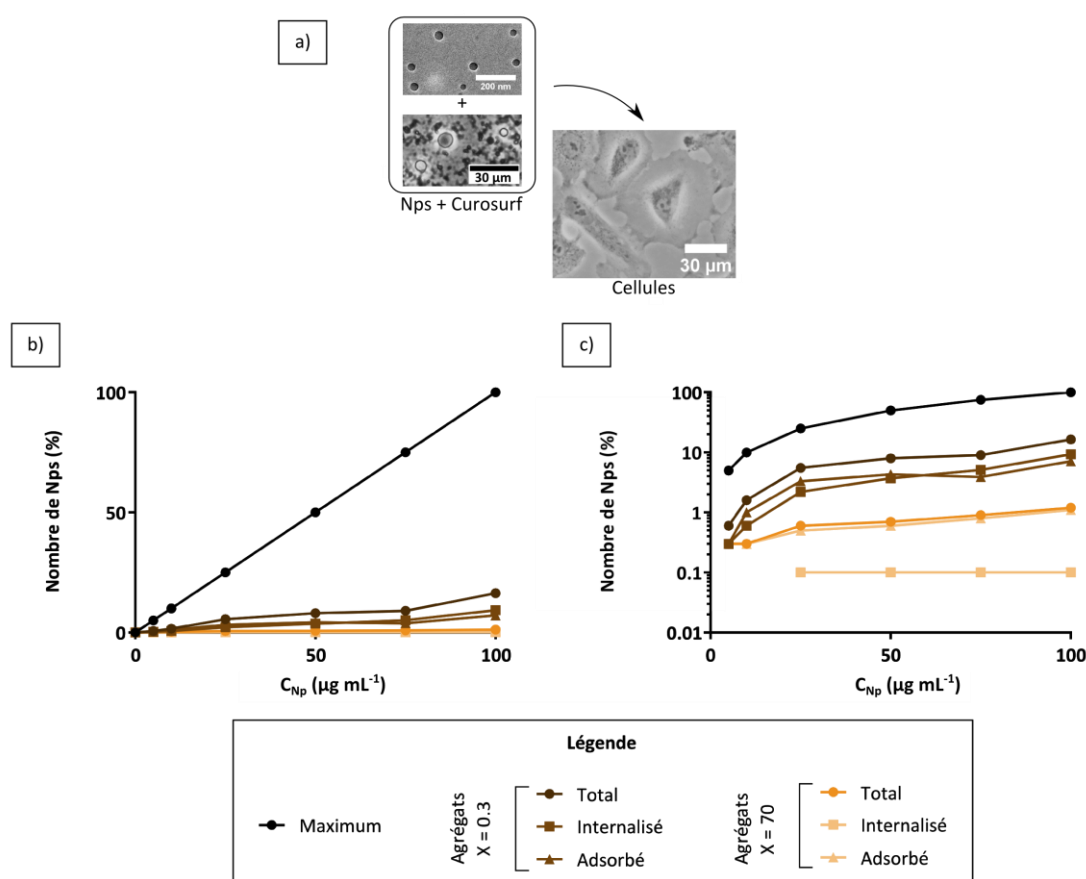 a)
200 nm
+
30 µm
Nps + Curosurf
30 µm
Cellules
b)
Nombre de Nps (%)
100
50
0
0
50
100
C_Np (µg mL⁻¹)
c)
Nombre de Nps (%)
100
10
1
0.1
0.01
0
50
100
C_Np (µg mL⁻¹)
Légende
Maximum
Agrégats
X = 0.3
Total
Internalisé
Adsorbé
Agrégats
X = 70
Total
Internalisé
Adsorbé